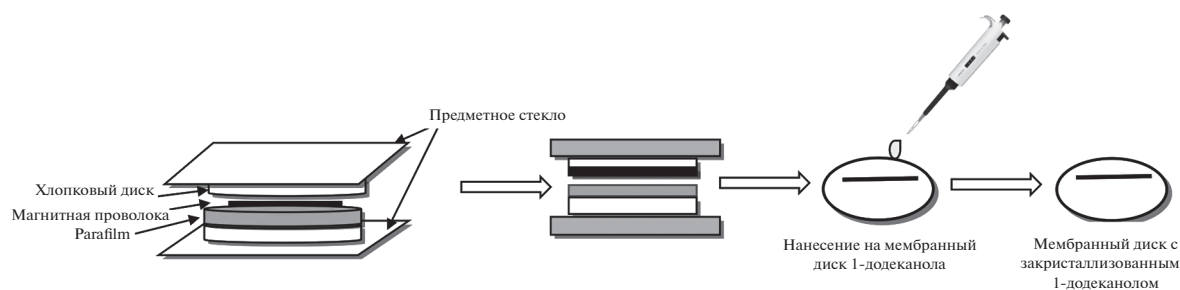 Предметное стекло
Хлопковый диск
Магнитная проволока
Parafilm
Нанесение на мембранный
диск 1-додеканола
Мембранный диск с
закристаллизованным
1-додеканолом